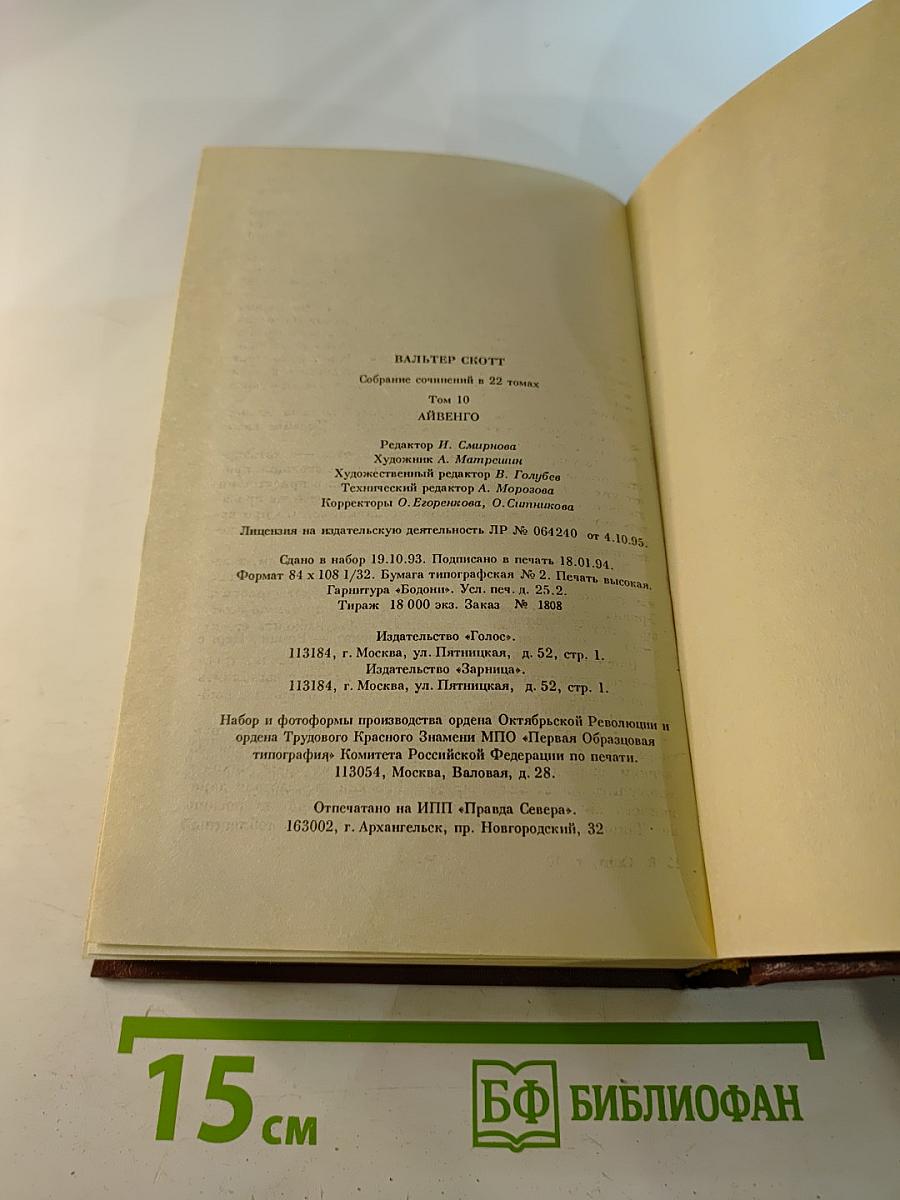 ВАЛЬТЕР СКОТТ
Собрание сочинений в 22 томах
Том 10
АЙВЕНГО
Редактор И. Смирнова
Художник А. Матрешин
Художественный редактор В. Голубев
Технический редактор А. Морозова
Корректоры О. Егоренкова, О. Ситникова
Лицензия на издательскую деятельность ЛР № 064240 от 4.10.95.
Сдано в набор 19.10.93. Подписано в печать 18.01.94.
Формат 84 x 108 1/32. Бумага типографская № 2. Печать высокая.
Гарнитура «Бодони». Усл. печ. д. 25.2.
Тираж 18 000 экз. Заказ № 1808
Издательство «Голос».
113184, г. Москва, ул. Пятницкая, д. 52, стр. 1.
Издательство «Зарница».
113184, г. Москва, ул. Пятницкая, д. 52, стр. 1.
Набор и фотоформы производства ордена Октябрьской Революции и
ордена Трудового Красного Знамени МПО «Первая Образцовая
типография» Комитета Российской Федерации по печати.
113054, Москва, Валовая, д. 28.
Отпечатано на ИПП «Правда Севера».
163002, г. Архангельск, пр. Новгородский, 32
15 см
БФ БИБЛИОФАН